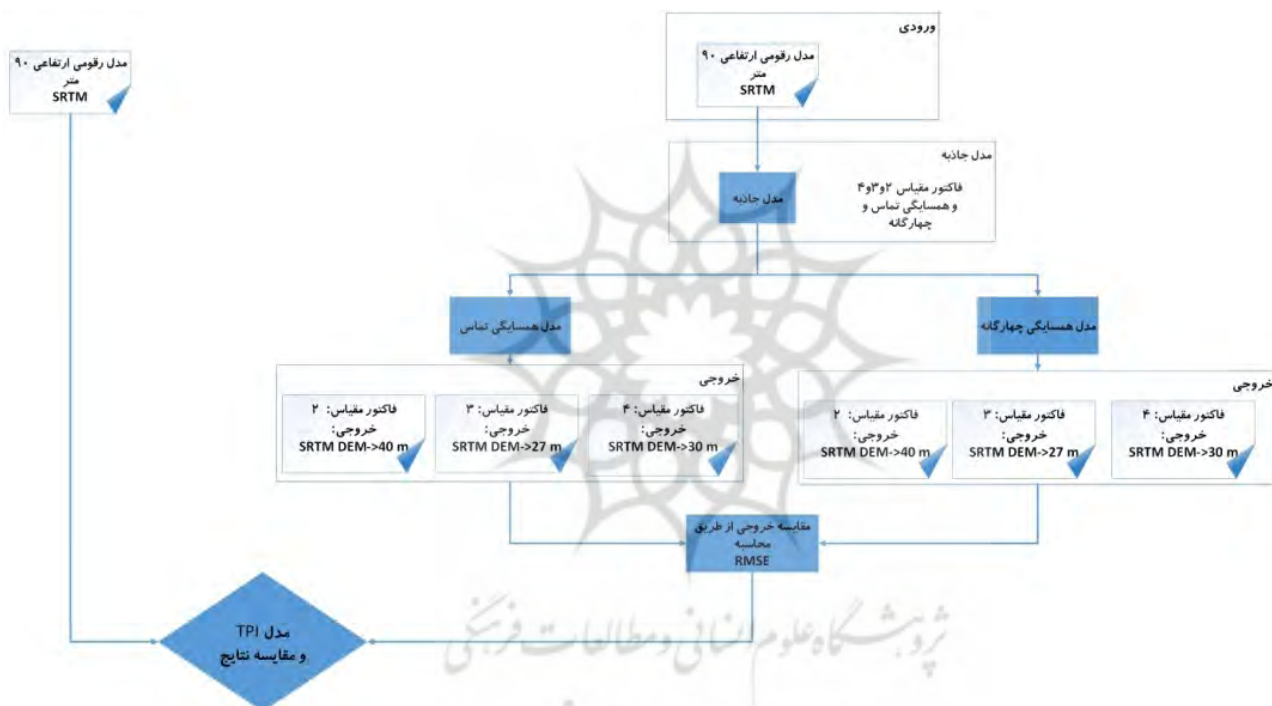 ورودی
مدل رقومی ارتفاعی ۹۰
متر
SRTM
مدل رقومی ارتفاعی ۹۰
متر
SRTM
مدل جاذبه
فاکتور مقیاس ۲و۳و۴
و همسایگی تماس و
چهارگانه
مدل جاذبه
مدل همسایگی چهارگانه
مدل همسایگی تماس
خروجی
فاکتور مقیاس: ۴
خروجی:
SRTM DEM->30 m
فاکتور مقیاس: ۳
خروجی:
SRTM DEM->27 m
فاکتور مقیاس: ۲
خروجی:
SRTM DEM->40 m
خروجی
فاکتور مقیاس: ۴
خروجی:
SRTM DEM->30 m
فاکتور مقیاس: ۳
خروجی:
SRTM DEM->27 m
فاکتور مقیاس: ۲
خروجی:
SRTM DEM->40 m
مقایسه خروجی از طریق
محاسبه
RMSE
مدل TPI
و مقایسه نتایج
پژوهشگاه علوم انسانی و مطالعات فرهنگی